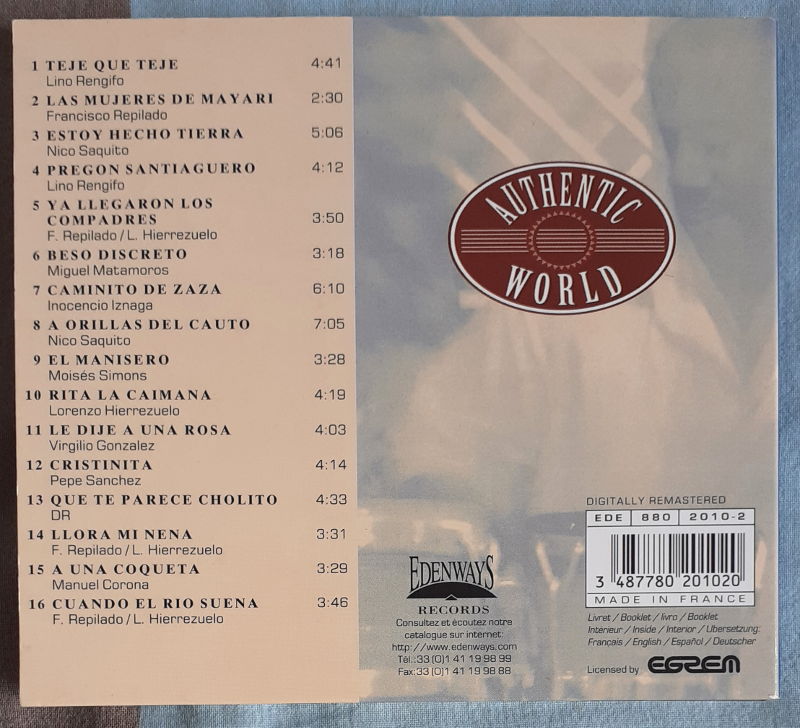 1 TEJE QUE TEJE 4:41
Lino Rengifo
2 LAS MUJERES DE MAYARI 2:30
Francisco Repilado
3 ESTOY HECHO TIERRA 5:06
Nico Saquito
4 PREGON SANTIAGUERO 4:12
Lino Rengifo
5 YA LLEGARON LOS
COMPADRES 3:50
F. Repilado / L. Hierrezuelo
6 BESO DISCRETO 3:18
Miguel Matamoros
7 CAMINITO DE ZAZA 6:10
Inocencio Iznaga
8 A ORILLAS DEL CAUTO 7:05
Nico Saquito
9 EL MANISERO 3:28
Moisés Simons
10 RITA LA CAIMANA 4:19
Lorenzo Hierrezuelo
11 LE DIJE A UNA ROSA 4:03
Virgilio Gonzalez
12 CRISTINITA 4:14
Pepe Sanchez
13 QUE TE PARECE CHOLITO 4:33
DR
14 LLORA MI NENA 3:31
F. Repilado / L. Hierrezuelo
15 A UNA COQUETA 3:29
Manuel Corona
16 CUANDO EL RIO SUENA 3:46
F. Repilado / L. Hierrezuelo
AUTHENTIC
WORLD
EDENWAYS
RECORDS
Consultez et écoutez notre
catalogue sur internet:
http://www.edenways.com
Tél.:33 (0)1 41 19 98 99
Fax:33 (0)1 41 19 98 88
DIGITALLY REMASTERED
EDE 880 2010-2
3 487780 201020
MADE IN FRANCE
Livret / Booklet / livro / Booklet
Interieur / Inside / Interior / Ubersetzung:
Francais / English / Español / Deutscher
Licensed by EGREM